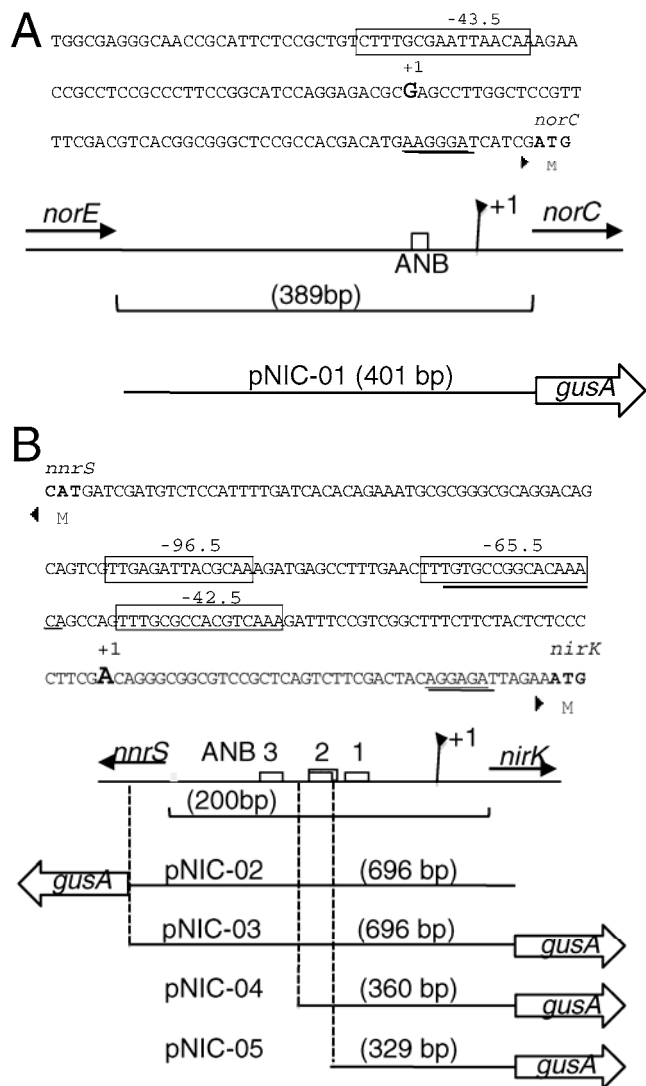 A
-43.5
TGGCGAGGGCAACCGCATTCTCCGCTGTCTTTGCGAATTAACAAAGAA
+1
CCGCCTCCGCCCTTCCGGCATCCAGGAGACGCGAGCCTTGGCTCCGTT
norC
TTCGACGTCACGGCGGGCTCCGCCACGACATGAAGGGATCATCGATG
M
norE +1 norC
ANB
(389bp)
pNIC-01 (401 bp) gusA
B
nnrS
CATGATCGATGTCTCCATTTTGATCACACAGAAATGCGCGGGCGCAGGACAG
M
-96.5 -65.5
CAGTCGTTGAGATTACGCAAAGATGAGCCTTTGAACTTTGTGCCGGCACAAA
-42.5
CAGCCAGTTTGCGCCACGTCAAAGATTTCCGTCGGCTTTCTTCTACTCTCCC
+1 nirK
CTTCGACAGGGCGGCGTCCGCTCAGTCTTCGACTACAGGAGATTAGAAATG
M
nnrS ANB 3 2 1 +1 nirK
(200bp)
gusA pNIC-02 (696 bp)
pNIC-03 (696 bp) gusA
pNIC-04 (360 bp) gusA
pNIC-05 (329 bp) gusA